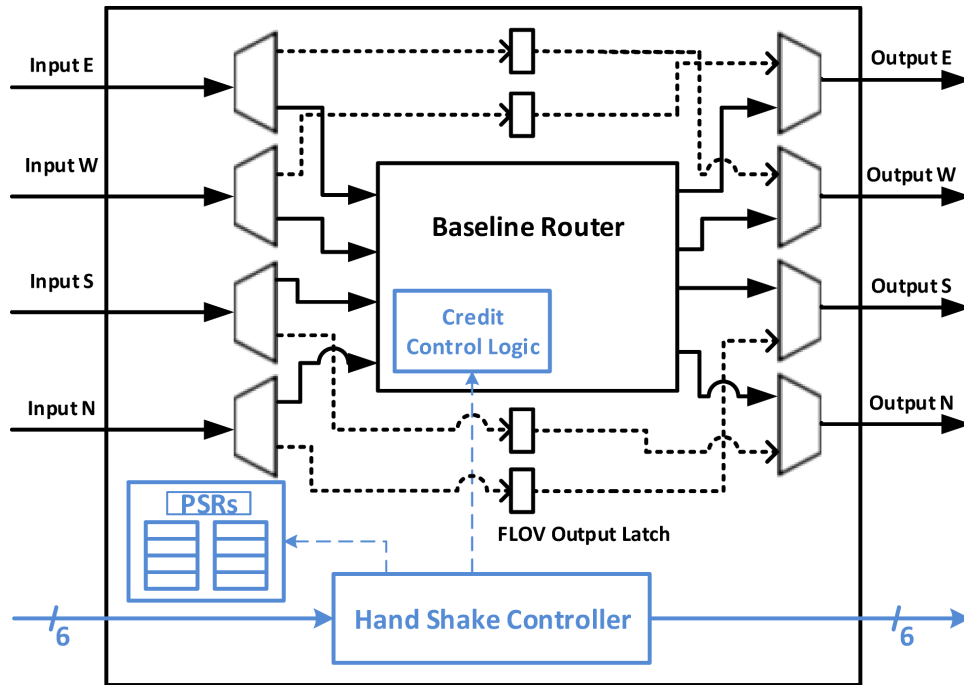 Input E
Output E
Input W
Output W
Baseline Router
Input S
Output S
Credit
Control Logic
Input N
Output N
PSRs
FLOV Output Latch
Hand Shake Controller
6
6